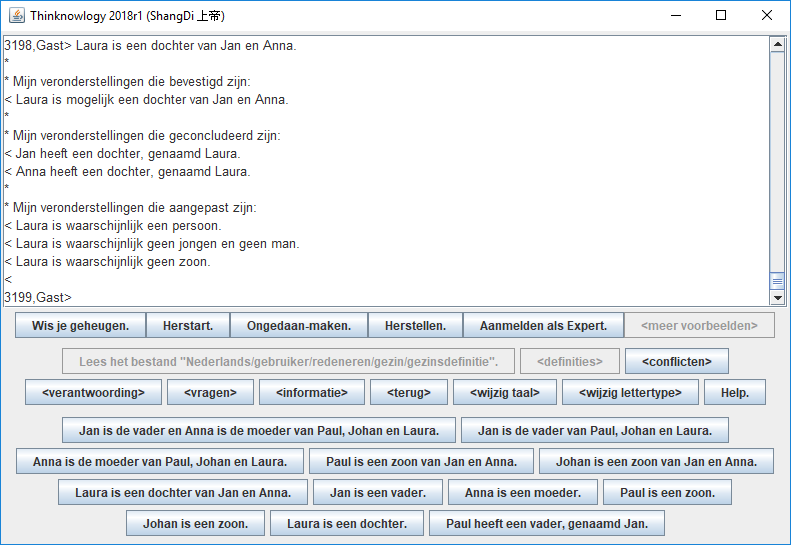 Thinknowlogy 2018r1 (ShangDi 上帝)
3198,Gast> Laura is een dochter van Jan en Anna.
*
* Mijn veronderstellingen die bevestigd zijn:
< Laura is mogelijk een dochter van Jan en Anna.
*
* Mijn veronderstellingen die geconcludeerd zijn:
< Jan heeft een dochter, genaamd Laura.
< Anna heeft een dochter, genaamd Laura.
*
* Mijn veronderstellingen die aangepast zijn:
< Laura is waarschijnlijk een persoon.
< Laura is waarschijnlijk geen jongen en geen man.
< Laura is waarschijnlijk geen zoon.
<
3199,Gast>
Wis je geheugen. Herstart. Ongedaan-maken. Herstellen. Aanmelden als Expert. <meer voorbeelden>
Lees het bestand "Nederlands/gebruiker/redeneren/gezin/gezinsdefinitie". <definities> <conflicten>
<verantwoording> <vragen> <informatie> <terug> <wijzig taal> <wijzig lettertype> Help.
Jan is de vader en Anna is de moeder van Paul, Johan en Laura. Jan is de vader van Paul, Johan en Laura.
Anna is de moeder van Paul, Johan en Laura. Paul is een zoon van Jan en Anna. Johan is een zoon van Jan en Anna.
Laura is een dochter van Jan en Anna. Jan is een vader. Anna is een moeder. Paul is een zoon.
Johan is een zoon. Laura is een dochter. Paul heeft een vader, genaamd Jan.